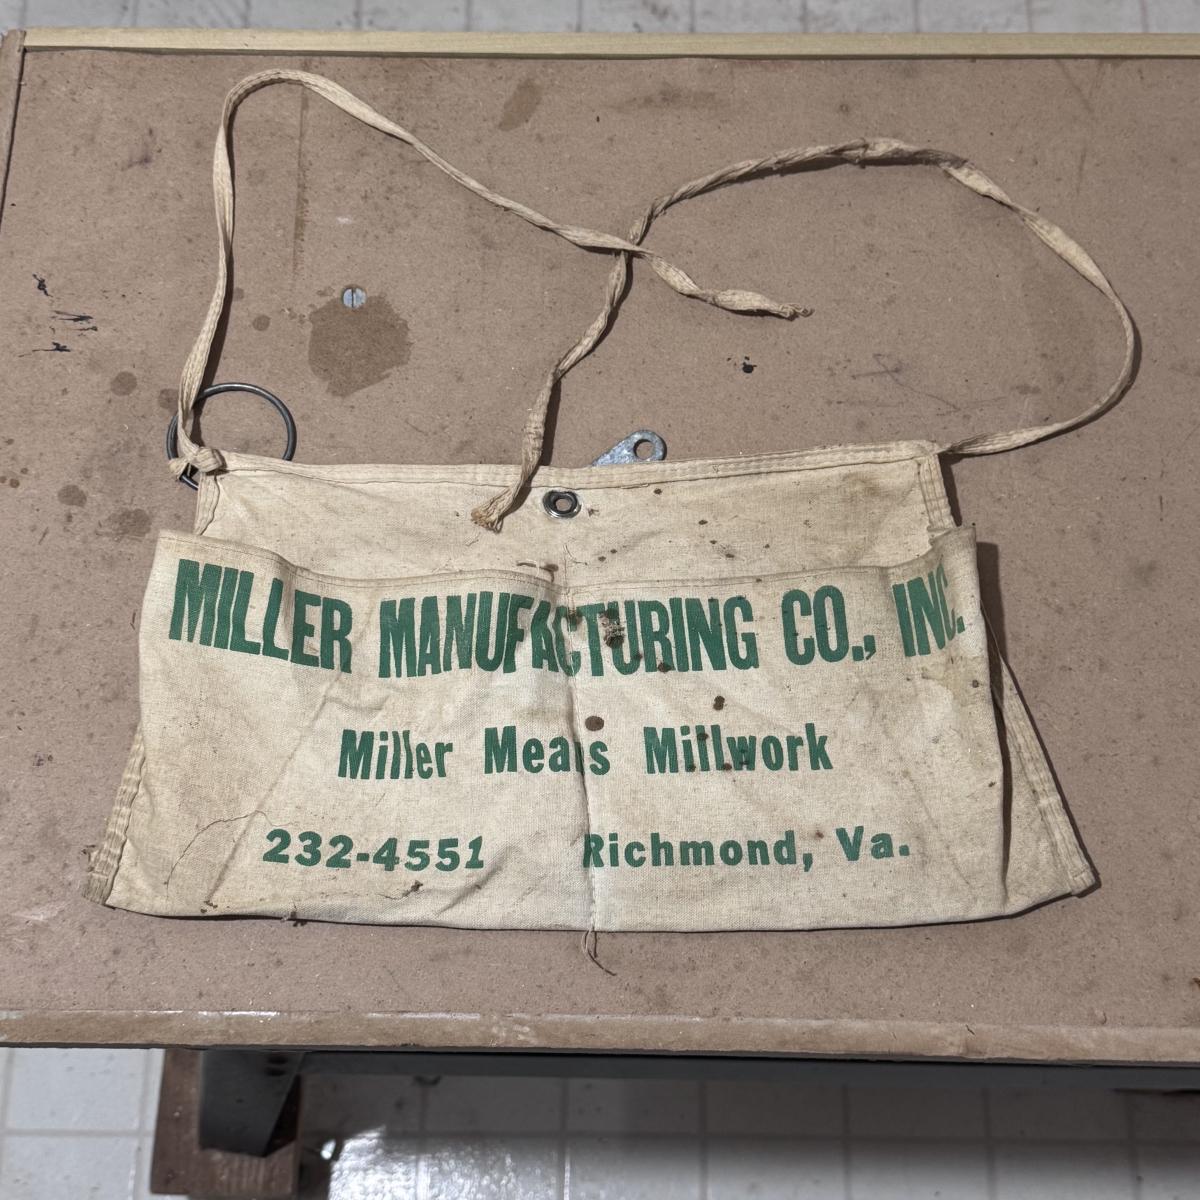 MILLER MANUFACTURING CO., INC.
Miller Means Millwork
232-4551 Richmond, Va.